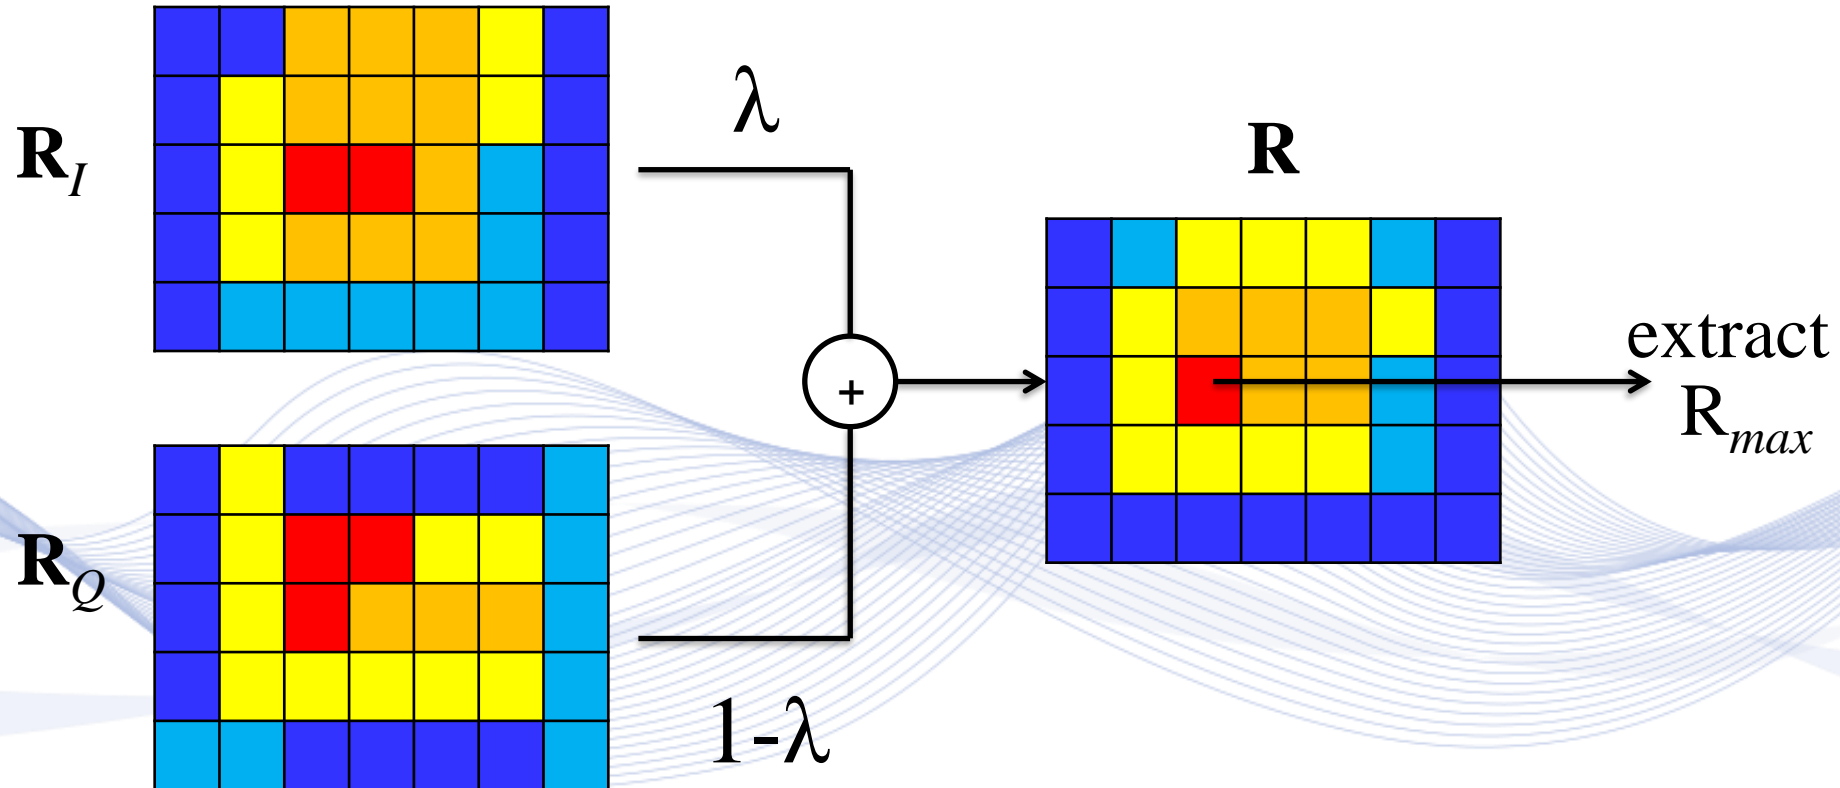 λ
R
R_I
extract
R_max
+
R_Q
1-λ